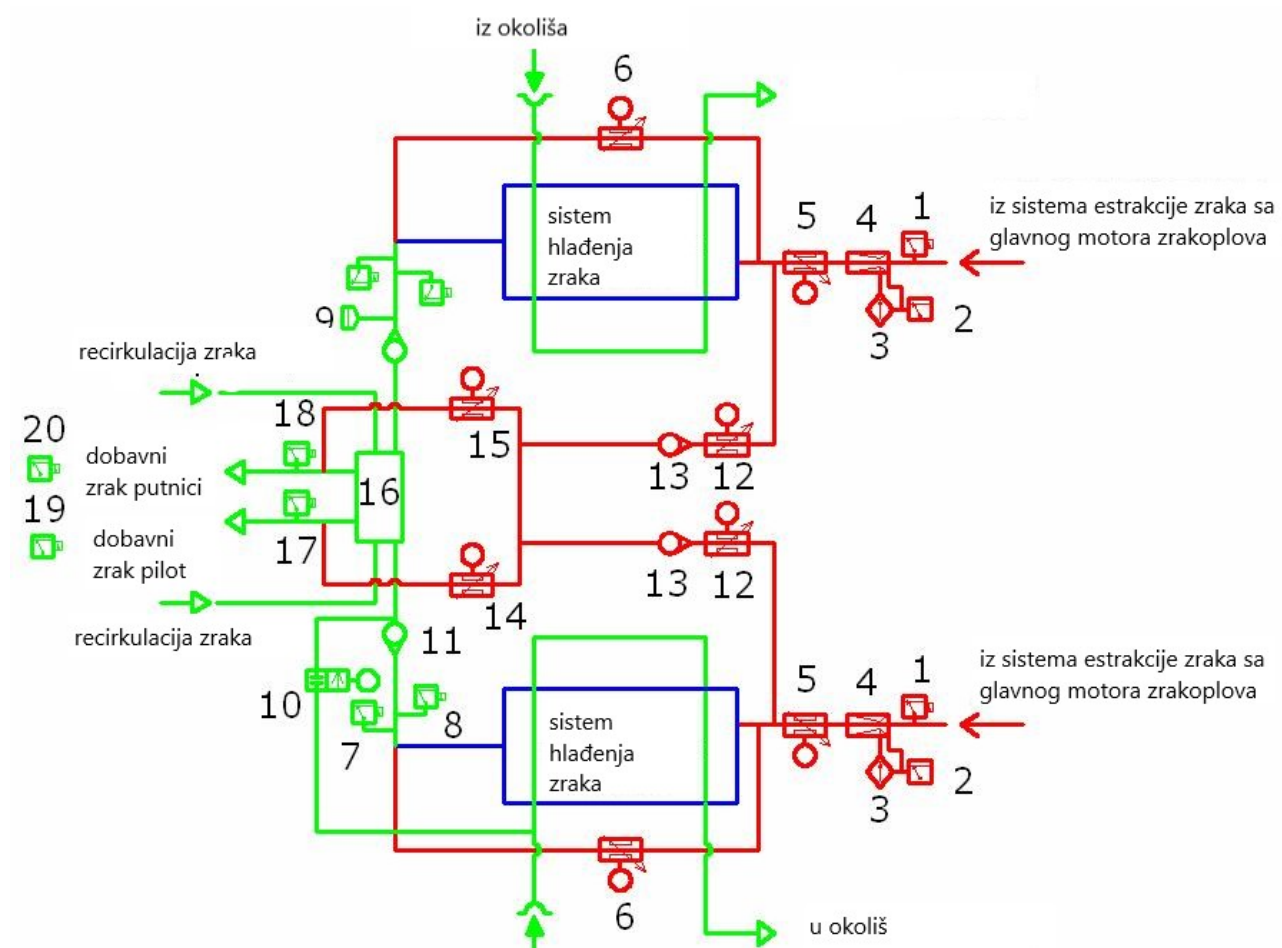 iz okoliša
6
5
4
1
iz sistema estrakcije zraka sa
glavnog motora zrakoplova
sistem
hlađenja
zraka
3
2
9
recirkulacija zraka
18
15
13
12
20
dobavni
zrak putnici
16
19
dobavni
zrak pilot
17
14
13
12
recirkulacija zraka
11
10
7
8
sistem
hlađenja
zraka
5
4
1
iz sistema estrakcije zraka sa
glavnog motora zrakoplova
3
2
6
u okoliš